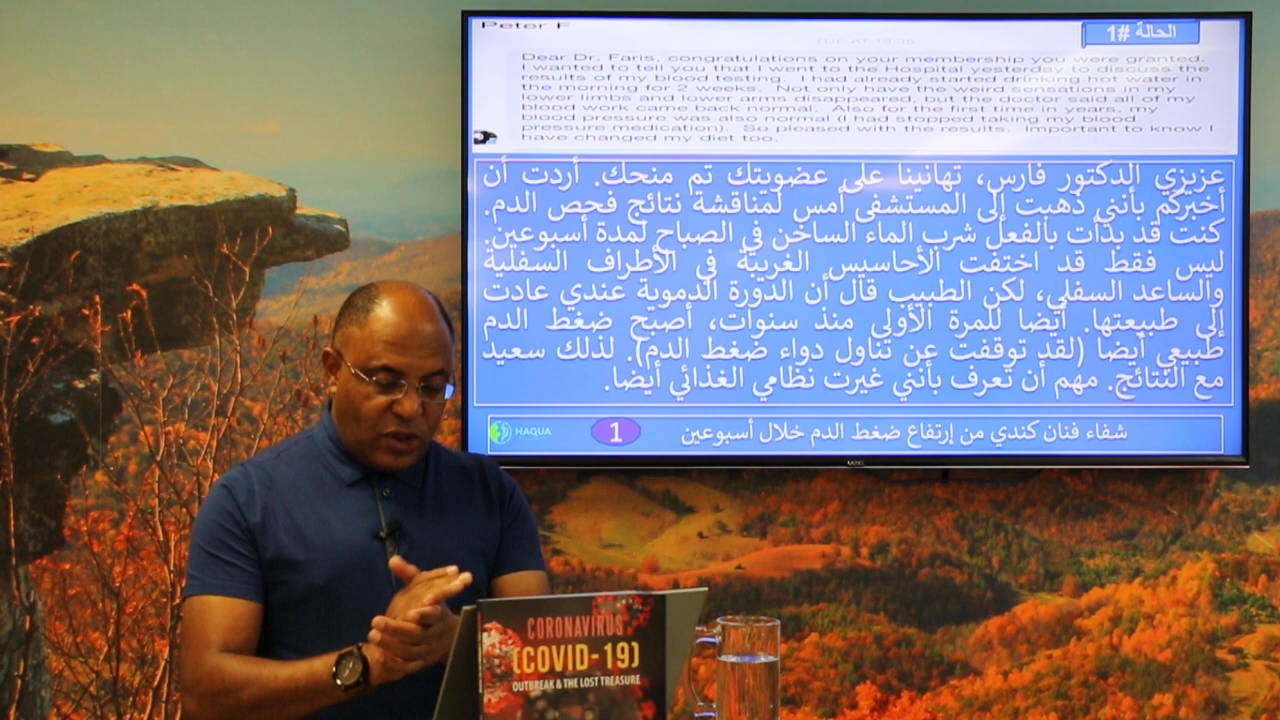 Peter F
الحالة #1
TUE AT 13:35
Dear Dr. Faris, congratulations on your membership you were granted.
I wanted to tell you that I went to the Hospital yesterday to discuss the
results of my blood testing. I had already started drinking hot water in
the morning for 2 weeks. Not only have the weird sensations in my
lower limbs and lower arms disappeared, but the doctor said all of my
blood work came back normal. Also for the first time in years, my
blood pressure was also normal (I had stopped taking my blood
pressure medication). So pleased with the results. Important to know I
have changed my diet too.
عزيزي الدكتور فارس، تهانينا على عضويتك تم منحك. أردت أن
أخبركم بأنني ذهبت إلى المستشفى أمس لمناقشة نتائج فحص الدم.
كنت قد بدأت بالفعل شرب الماء الساخن في الصباح لمدة أسبوعين.
ليس فقط قد اختفت الأحاسيس الغريبة في الأطراف السفلية
والساعد السفلي، لكن الطبيب قال أن الدورة الدموية عندي عادت
إلى طبيعتها. أيضا للمرة الأولى منذ سنوات، أصبح ضغط الدم
طبيعي أيضا (لقد توقفت عن تناول دواء ضغط الدم). لذلك سعيد
مع النتائج. مهم أن تعرف بأنني غيرت نظامي الغذائي أيضا.
شفاء فنان كندي من إرتفاع ضغط الدم خلال أسبوعين
1
HAQUA
CORONAVIRUS
(COVID-19)
OUTBREAK & THE LOST TREASURE